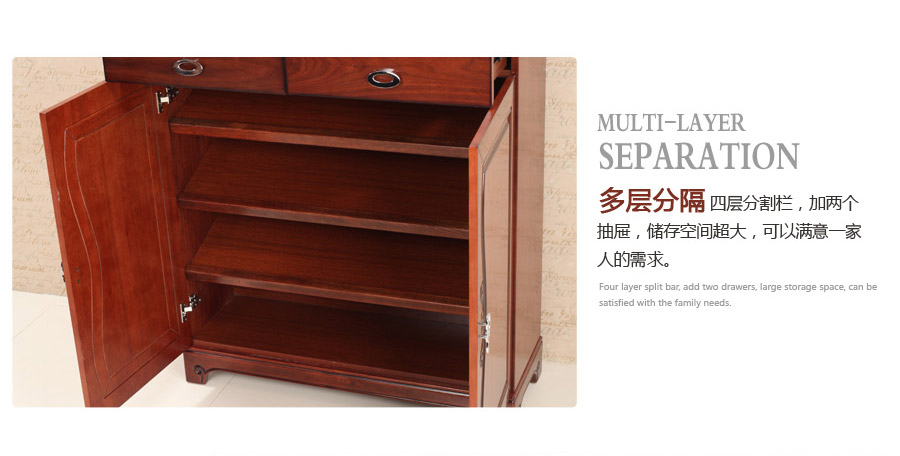 MULTI-LAYER
SEPARATION
多层分隔 四层分割栏，加两个
抽屉，储存空间超大，可以满意一家
人的需求。
Four layer split bar, add two drawers, large storage space, can be
satisfied with the family needs.